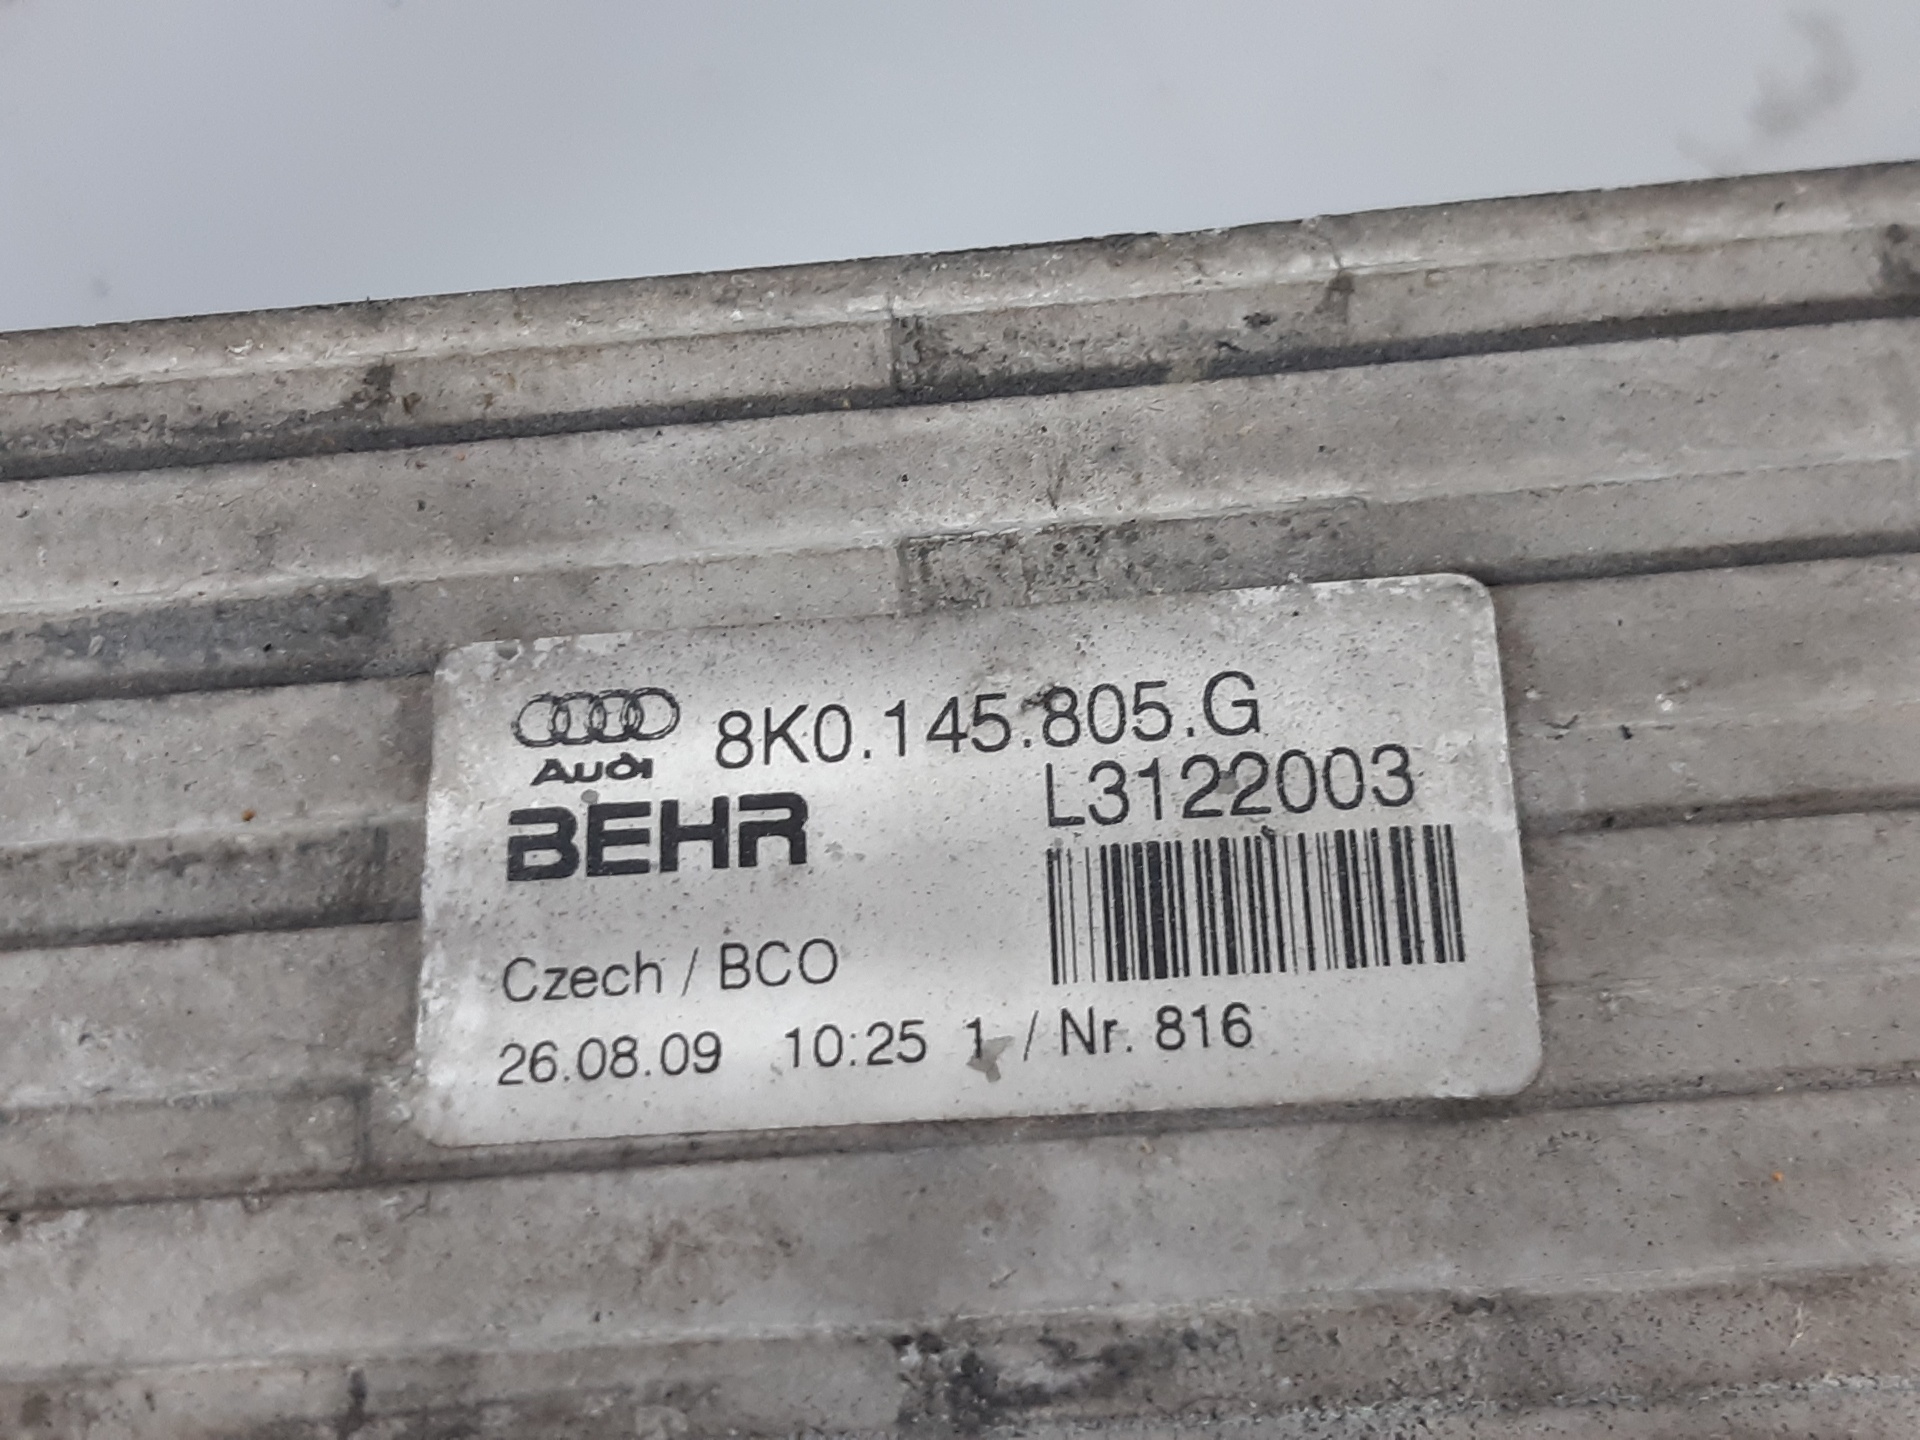 Audi 8K0.145.805.G
L3122003
BEHR
Czech / BCO
26.08.09 10:25 1 / Nr. 816